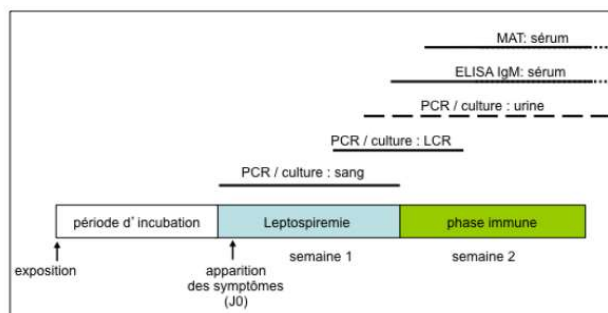 MAT: sérum
ELISA IgM: sérum
PCR / culture : urine
PCR / culture : LCR
PCR / culture : sang
période d' incubation
Leptospiremie
phase immune
exposition
apparition
des symptômes
(J0)
semaine 1
semaine 2